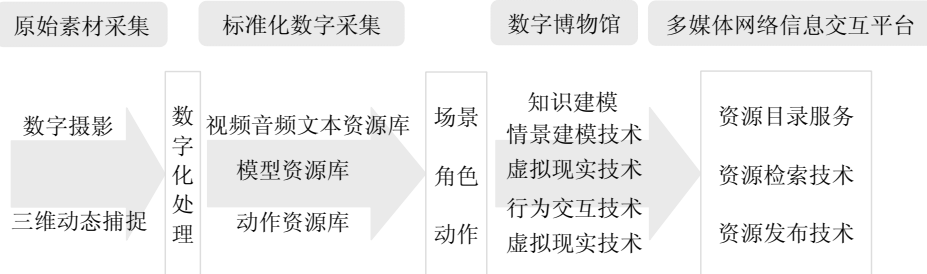 原始素材采集
标准化数字采集
数字博物馆
多媒体网络信息交互平台
数字摄影
三维动态捕捉
数字化处理
视频音频文本资源库
模型资源库
动作资源库
场景
角色
动作
知识建模
情景建模技术
虚拟现实技术
行为交互技术
虚拟现实技术
资源目录服务
资源检索技术
资源发布技术